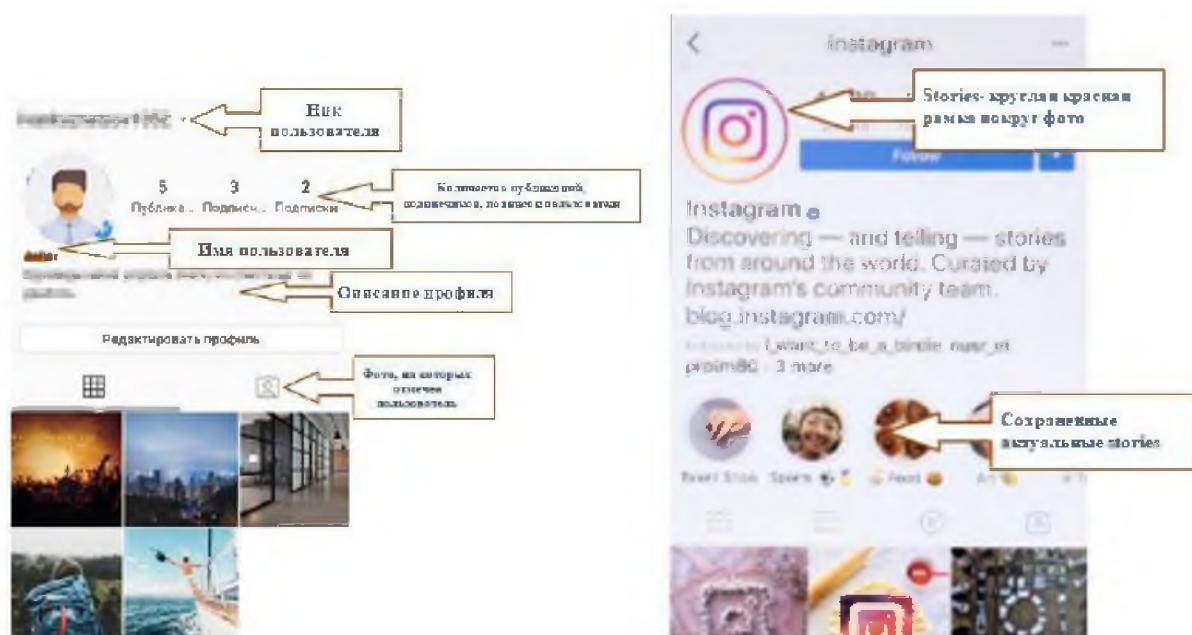 Ник
пользователя
5 3 2
Публика... Подписч... Подписки
Количество публикаций,
подписчиков, подписок пользователя
Имя пользователя
Описание профиля
Редактировать профиль
Фото, на которых
отмечен
пользователь
instagram
Stories- круглая красная
рамка вокруг фото
Follow
Instagram
Discovering — and telling — stories
from around the world. Curated by
Instagram's community team.
blog.instagram.com/
i_want_to_be_a_birdie
3 more
Сохраненные
актуальные stories
Sports Food Art